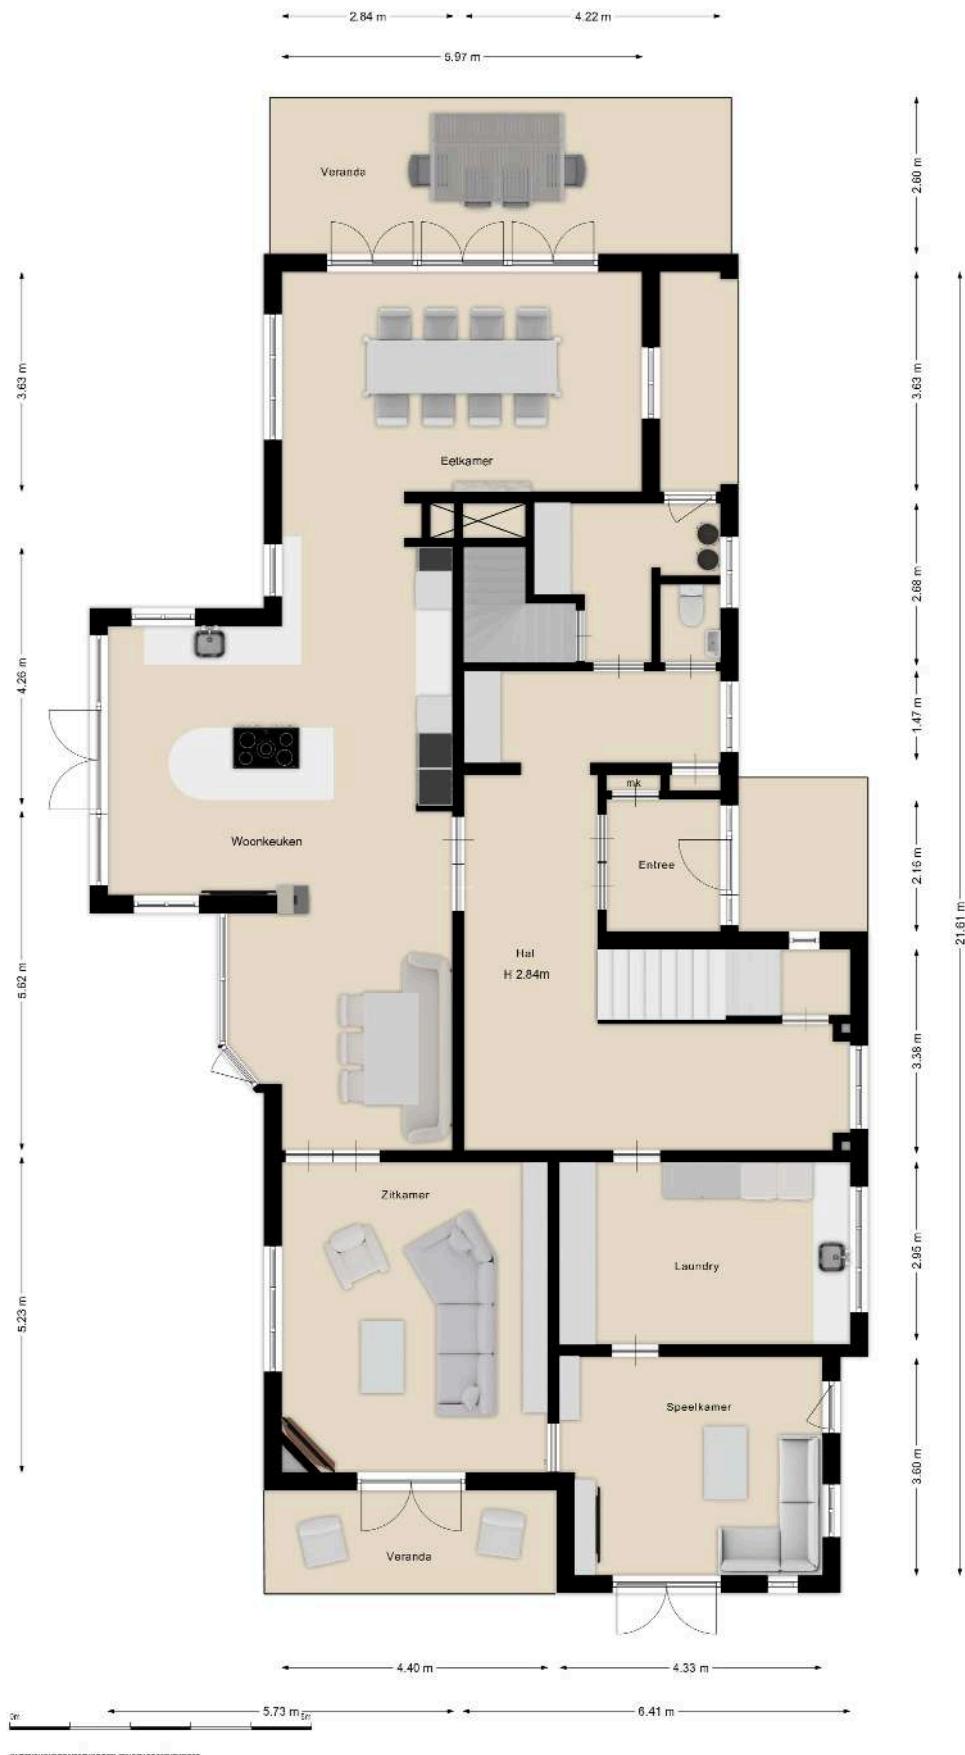 2.84 m
4.22 m
5.97 m
Veranda
2.60 m
3.63 m
3.63 m
21.61 m
Eetkamer
2.68 m
4.26 m
1.47 m
mk
Woonkeuken
Entree
2.16 m
5.62 m
Hal
H 2.84m
3.38 m
Zitkamer
Laundry
2.95 m
5.23 m
Speelkamer
3.60 m
Veranda
4.40 m
4.33 m
5.73 m
6.41 m
0m
5m